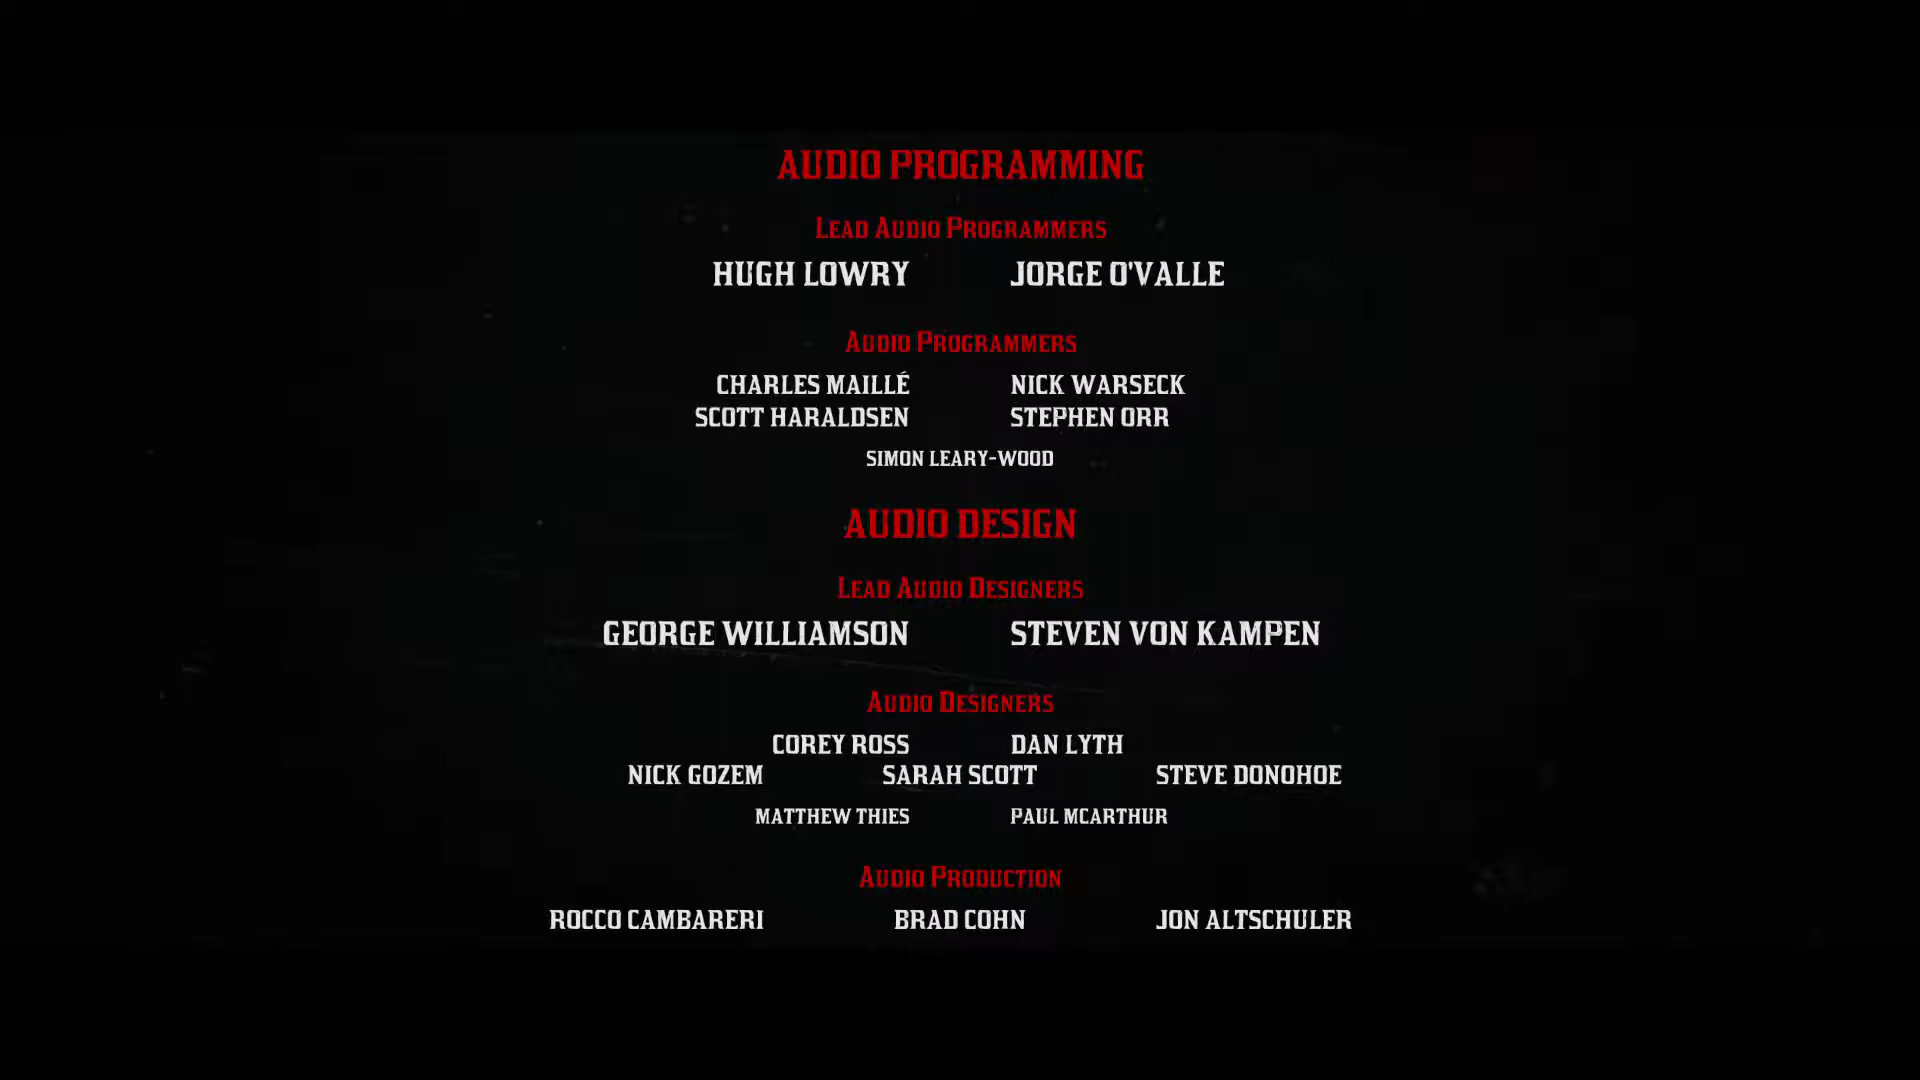 AUDIO PROGRAMMING
LEAD AUDIO PROGRAMMERS
HUGH LOWRY JORGE O'VALLE
AUDIO PROGRAMMERS
CHARLES MAILLÉ NICK WARSECK
SCOTT HARALDSEN STEPHEN ORR
SIMON LEARY-WOOD
AUDIO DESIGN
LEAD AUDIO DESIGNERS
GEORGE WILLIAMSON STEVEN VON KAMPEN
AUDIO DESIGNERS
COREY ROSS DAN LYTH
NICK GOZEM SARAH SCOTT STEVE DONOHOE
MATTHEW THIES PAUL MCARTHUR
AUDIO PRODUCTION
ROCCO CAMBARERI BRAD COHN JON ALTSCHULER